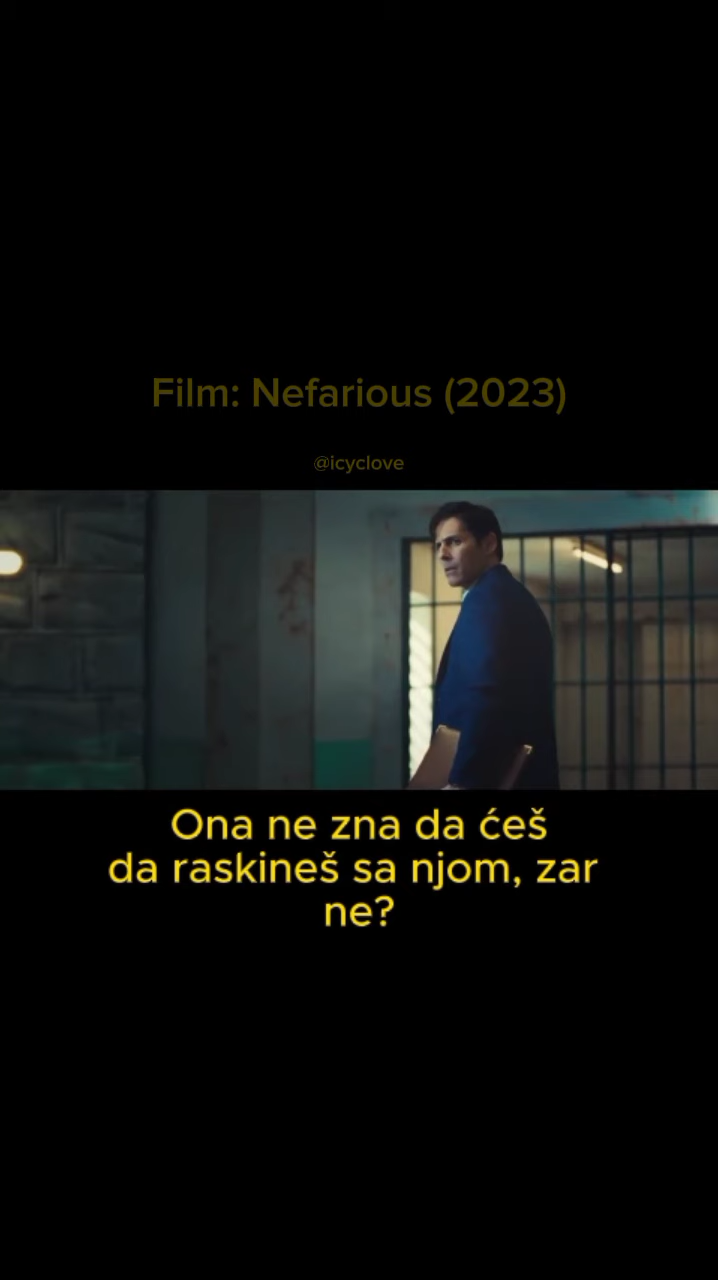 Film: Nefarious (2023)
@icyclove
Ona ne zna da ćeš
da raskineš sa njom, zar
ne?